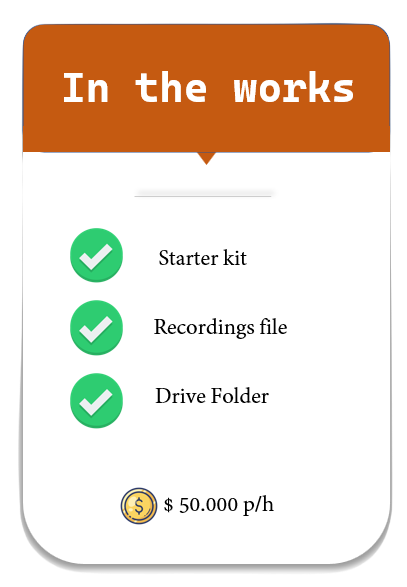 In the works
Starter kit
Recordings file
Drive Folder
$ 50.000 p/h